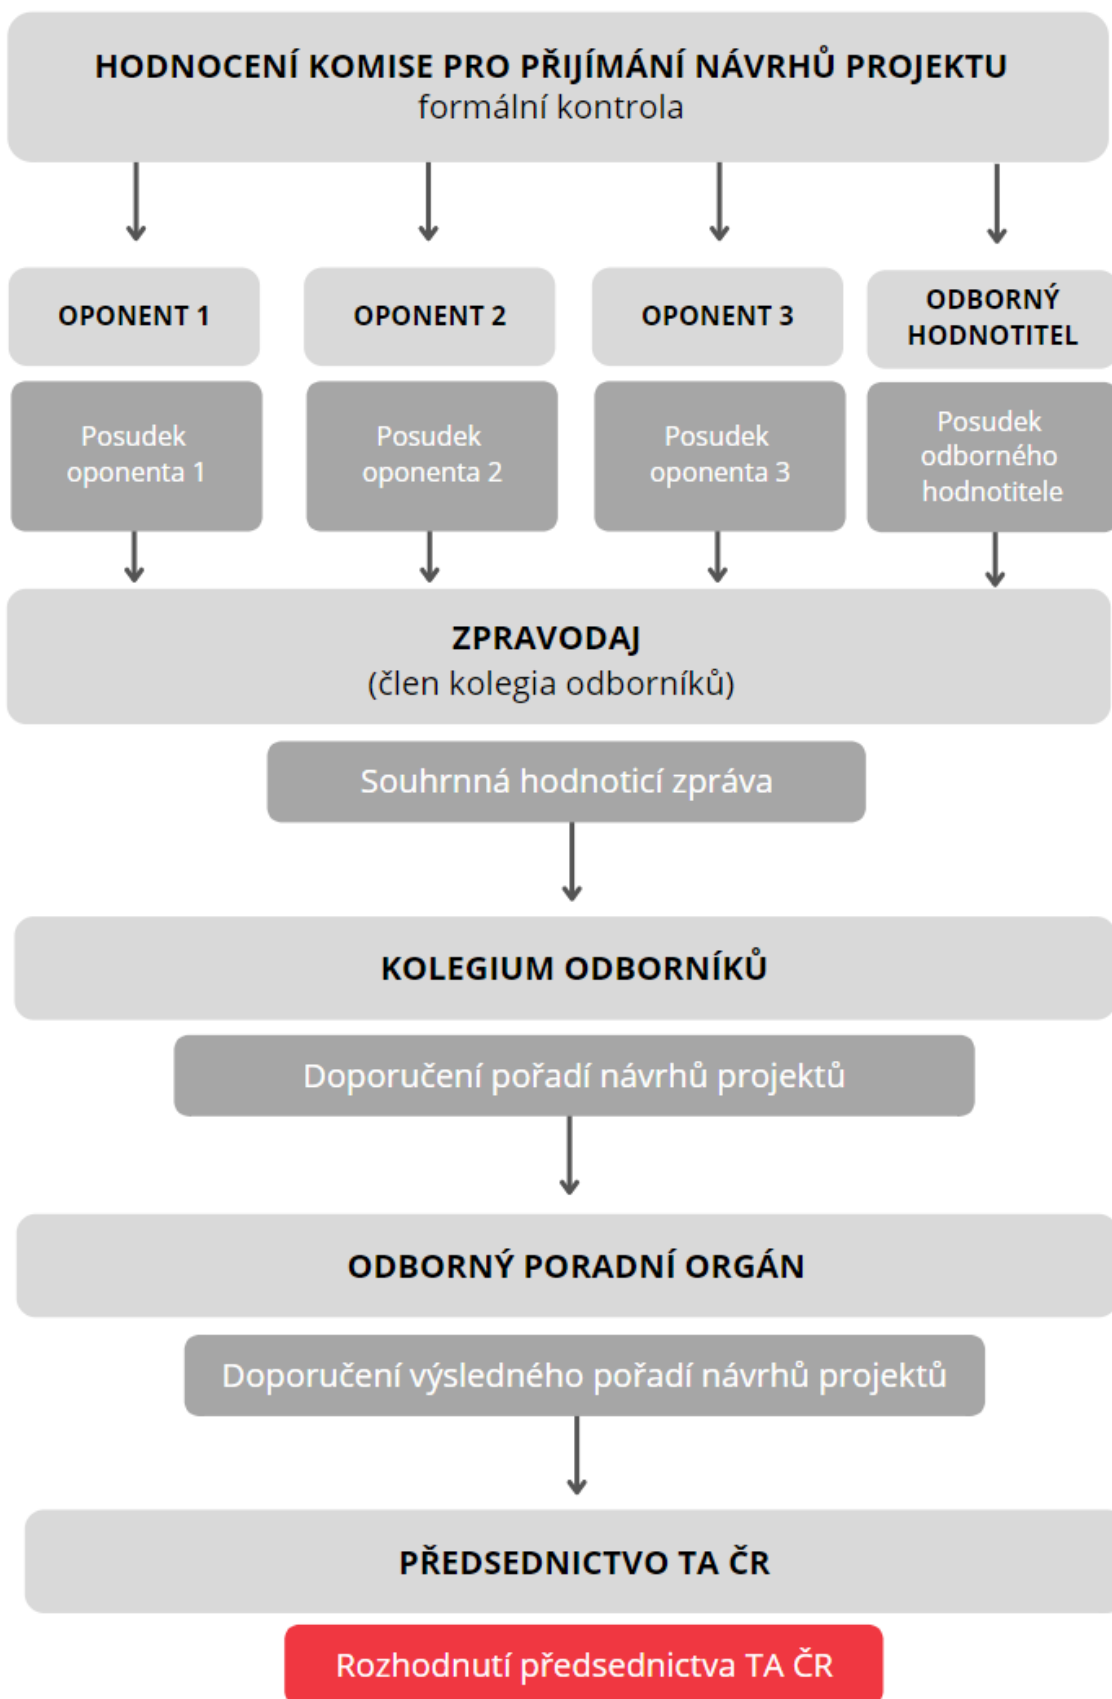 HODNOCENÍ KOMISE PRO PŘIJÍMÁNÍ NÁVRHŮ PROJEKTU
formální kontrola
OPONENT 1
OPONENT 2
OPONENT 3
ODBORNÝ
HODNOTITEL
Posudek
oponenta 1
Posudek
oponenta 2
Posudek
oponenta 3
Posudek
odborného
hodnotitele
ZPRAVODAJ
(člen kolegia odborníků)
Souhrnná hodnoticí zpráva
KOLEGIUM ODBORNÍKŮ
Doporučení pořadí návrhů projektů
ODBORNÝ PORADNÍ ORGÁN
Doporučení výsledného pořadí návrhů projektů
PŘEDSEDNICTVO TA ČR
Rozhodnutí předsednictva TA ČR